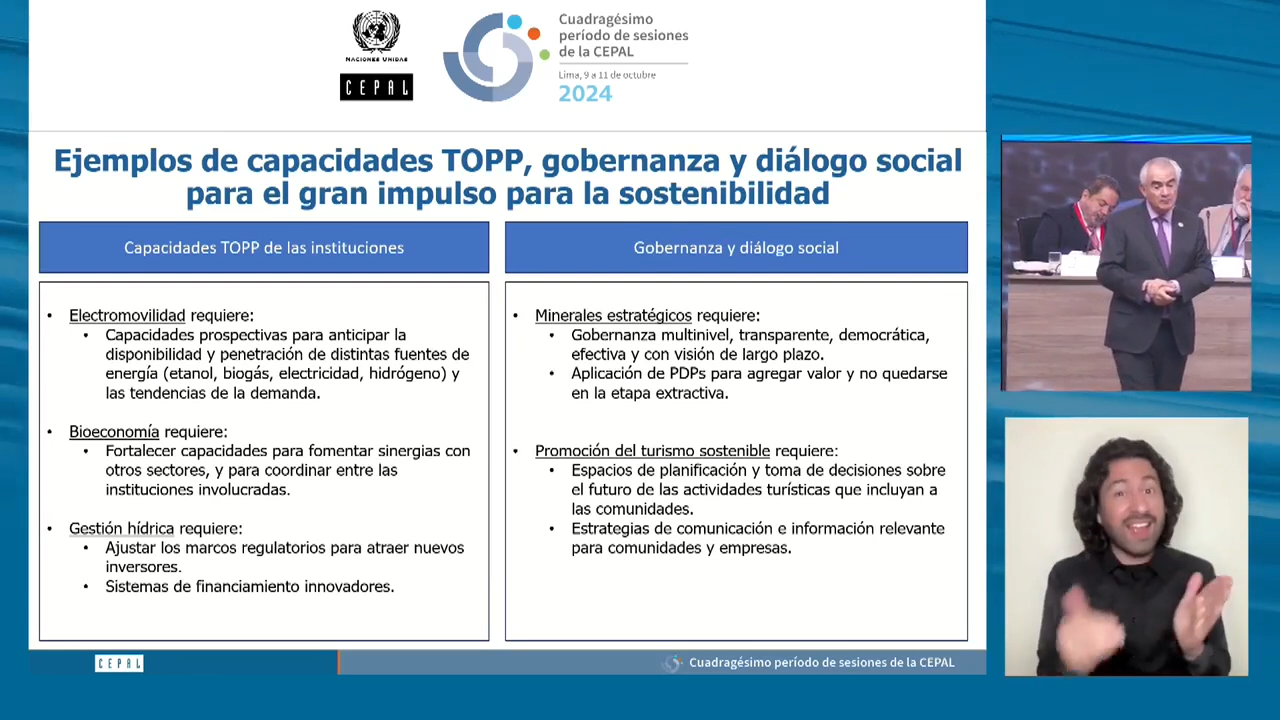 NACIONES UNIDAS
CEPAL
Cuadragésimo
período de sesiones
de la CEPAL
Lima, 9 a 11 de octubre
2024
Ejemplos de capacidades TOPP, gobernanza y diálogo social
para el gran impulso para la sostenibilidad
Capacidades TOPP de las instituciones
• Electromovilidad requiere:
• Capacidades prospectivas para anticipar la
disponibilidad y penetración de distintas fuentes de
energía (etanol, biogás, electricidad, hidrógeno) y
las tendencias de la demanda.
• Bioeconomía requiere:
• Fortalecer capacidades para fomentar sinergias con
otros sectores, y para coordinar entre las
instituciones involucradas.
• Gestión hídrica requiere:
• Ajustar los marcos regulatorios para atraer nuevos
inversores.
• Sistemas de financiamiento innovadores.
Gobernanza y diálogo social
• Minerales estratégicos requiere:
• Gobernanza multinivel, transparente, democrática,
efectiva y con visión de largo plazo.
• Aplicación de PDPs para agregar valor y no quedarse
en la etapa extractiva.
• Promoción del turismo sostenible requiere:
• Espacios de planificación y toma de decisiones sobre
el futuro de las actividades turísticas que incluyan a
las comunidades.
• Estrategias de comunicación e información relevante
para comunidades y empresas.
CEPAL
Cuadragésimo período de sesiones de la CEPAL